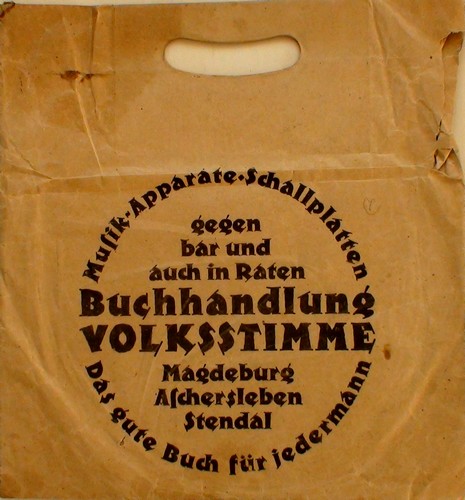 Muſik-Apparate·Schallplatten
gegen
bar und
auch in Raten
Buchhandlung
VOLKSSTIMME
Magdeburg
Aſchersleben
Stendal
Das gute Buch für jedermann